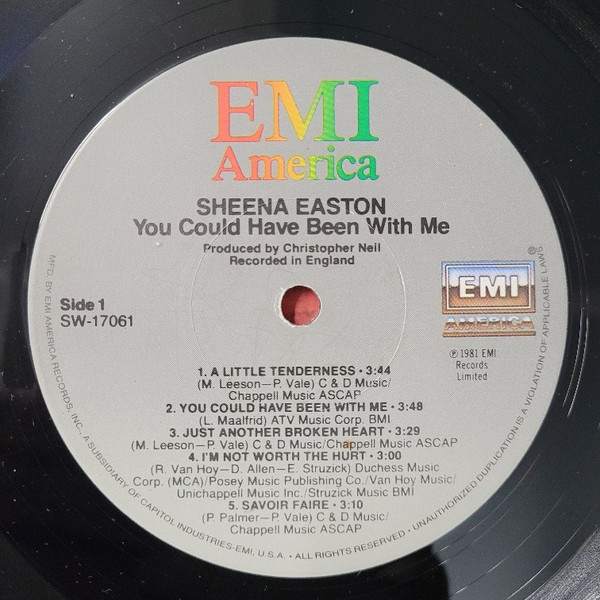 EMI
America
SHEENA EASTON
You Could Have Been With Me
Produced by Christopher Neil
Recorded in England
Side 1
SW-17061
EMI
AMERICA
®
℗ 1981 EMI
Records
Limited
1. A LITTLE TENDERNESS • 3:44
(M. Leeson—P. Vale) C & D Music/
Chappell Music ASCAP
2. YOU COULD HAVE BEEN WITH ME • 3:48
(L. Maalfrid) ATV Music Corp. BMI
3. JUST ANOTHER BROKEN HEART • 3:29
(M. Leeson—P. Vale) C & D Music/Chappell Music ASCAP
4. I'M NOT WORTH THE HURT • 3:00
(R. Van Hoy—D. Allen—E. Struzick) Duchess Music
Corp. (MCA)/Posey Music Publishing Co./Van Hoy Music/
Unichappell Music Inc./Struzick Music BMI
5. SAVOIR FAIRE • 3:10
(P. Palmer—P. Vale) C & D Music/
Chappell Music ASCAP
MFD. BY EMI AMERICA RECORDS, INC., A SUBSIDIARY OF CAPITOL INDUSTRIES-EMI, U.S.A. • ALL RIGHTS RESERVED • UNAUTHORIZED DUPLICATION IS A VIOLATION OF APPLICABLE LAWS